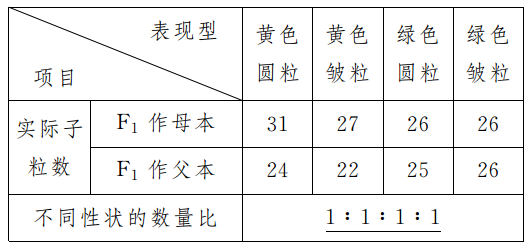 表现型
项目
黄色圆粒
黄色皱粒
绿色圆粒
绿色皱粒
实际子粒数
F₁ 作母本 31 27 26 26
F₁ 作父本 24 22 25 26
不同性状的数量比 1∶1∶1∶1